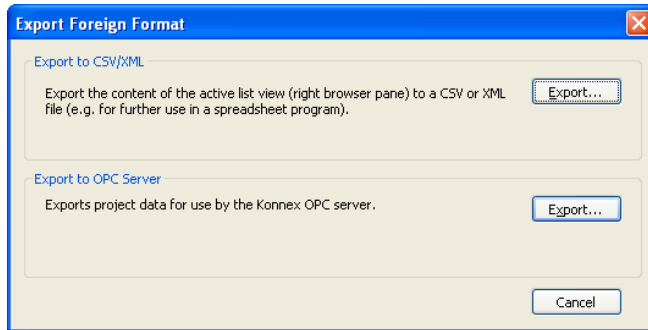 Export Foreign Format
Export to CSV/XML
Export the content of the active list view (right browser pane) to a CSV or XML
file (e.g. for further use in a spreadsheet program).
Export...
Export to OPC Server
Exports project data for use by the Konnex OPC server.
Export...
Cancel